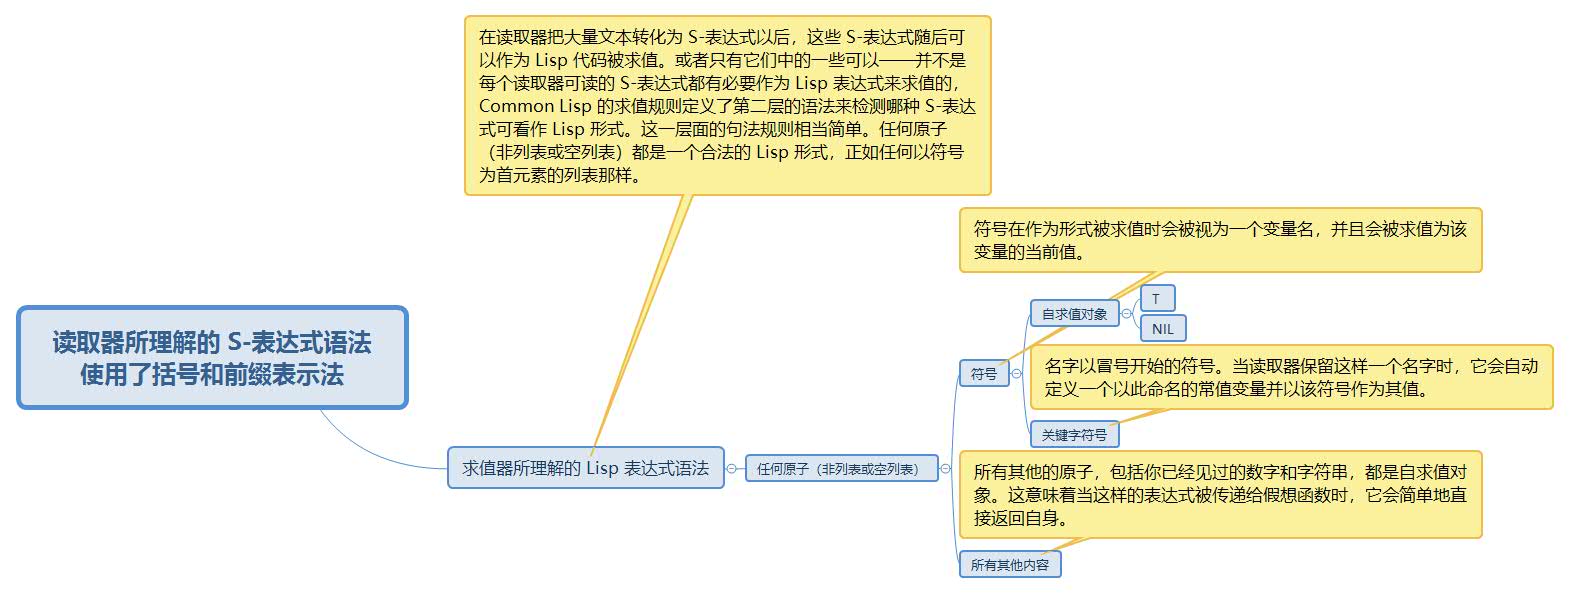 在读取器把大量文本转化为 S-表达式以后，这些 S-表达式随后可
以作为 Lisp 代码被求值。或者只有它们中的一些可以——并不是
每个读取器可读的 S-表达式都有必要作为 Lisp 表达式来求值的，
Common Lisp 的求值规则定义了第二层的语法来检测哪种 S-表达
式可看作 Lisp 形式。这一层面的句法规则相当简单。任何原子
（非列表或空列表）都是一个合法的 Lisp 形式，正如任何以符号
为首元素的列表那样。
符号在作为形式被求值时会被视为一个变量名，并且会被求值为该
变量的当前值。
读取器所理解的 S-表达式语法
使用了括号和前缀表示法
求值器所理解的 Lisp 表达式语法
任何原子（非列表或空列表）
符号
自求值对象
T
NIL
名字以冒号开始的符号。当读取器保留这样一个名字时，它会自动
定义一个以此命名的常值变量并以该符号作为其值。
关键字符号
所有其他的原子，包括你已经见过的数字和字符串，都是自求值对
象。这意味着当这样的表达式被传递给假想函数时，它会简单地直
接返回自身。
所有其他内容